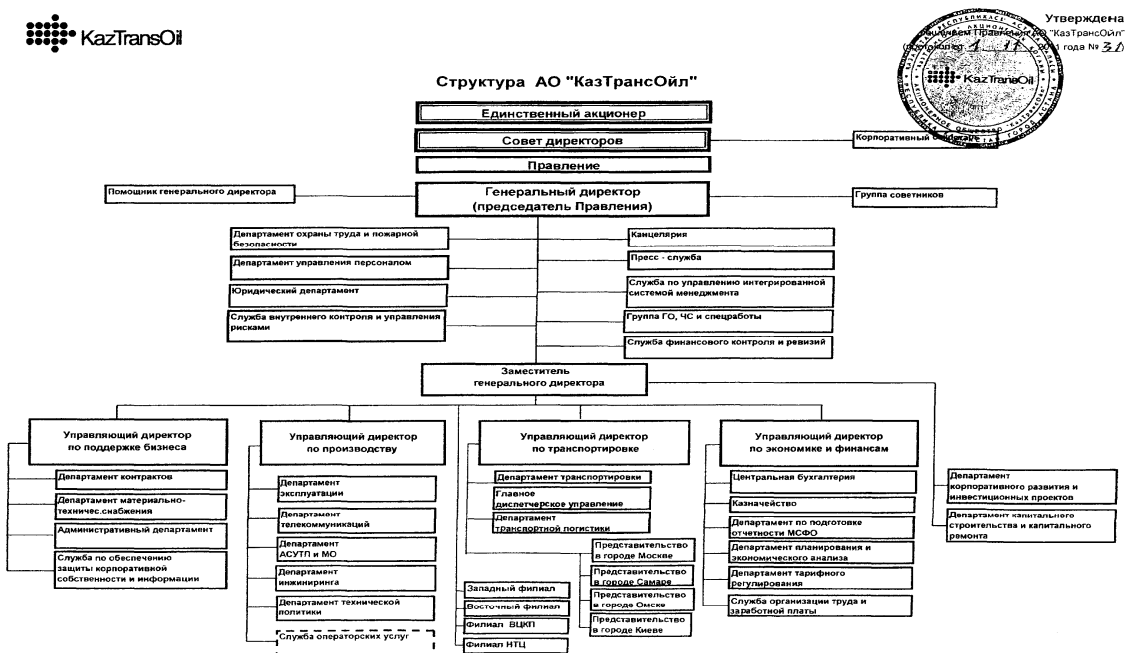 KazTransOil
Утверждена
Правления АО "КазТрансОйл"
года № 31
KazTransOil
Структура АО "КазТрансОйл"
Единственный акционер
Совет директоров
Корпоративный
Правление
Помощник генерального директора
Генеральный директор
(председатель Правления)
Группа советников
Департамент охраны труда и пожарной
безопасности
Департамент управления персоналом
Юридический департамент
Служба внутреннего контроля и управления
рисками
Канцелярия
Пресс - служба
Служба по управлению интегрированной
системой менеджмента
Группа ГО, ЧС и спецработы
Служба финансового контроля и ревизий
Заместитель
генерального директора
Управляющий директор
по поддержке бизнеса
Департамент контрактов
Департамент материально-
техничес.снабжения
Административный департамент
Служба по обеспечению
защиты корпоративной
собственности и информации
Управляющий директор
по производству
Департамент
эксплуатации
Департамент
телекоммуникаций
Департамент
АСУТП и МО
Департамент
инжиниринга
Департамент технической
политики
Служба операторских услуг
Западный филиал
Восточный филиал
Филиал ВЦКП
Филиал НТЦ
Управляющий директор
по транспортировке
Департамент транспортировки
Главное
диспетчерское управление
Департамент
транспортной логистики
Представительство
в городе Москве
Представительство
в городе Самаре
Представительство
в городе Омске
Представительство
в городе Киеве
Управляющий директор
по экономике и финансам
Центральная бухгалтерия
Казначейство
Департамент по подготовке
отчетности МСФО
Департамент планирования и
экономического анализа
Департамент тарифного
регулирования
Служба организации труда и
заработной платы
Департамент
корпоративного развития и
инвестиционных проектов
Департамент капитального
строительства и капитального
ремонта